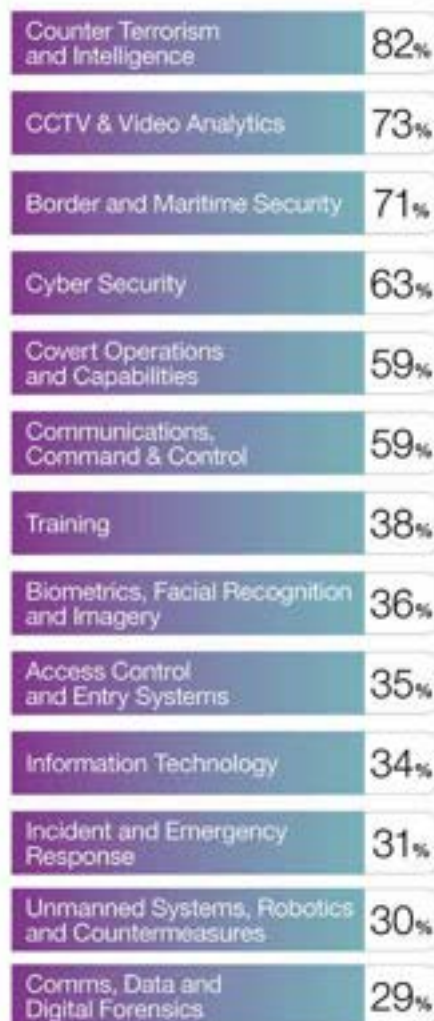 Counter Terrorism
and Intelligence
82%
CCTV & Video Analytics
73%
Border and Maritime Security
71%
Cyber Security
63%
Covert Operations
and Capabilities
59%
Communications,
Command & Control
59%
Training
38%
Biometrics, Facial Recognition
and Imagery
36%
Access Control
and Entry Systems
35%
Information Technology
34%
Incident and Emergency
Response
31%
Unmanned Systems, Robotics
and Countermeasures
30%
Comms, Data and
Digital Forensics
29%